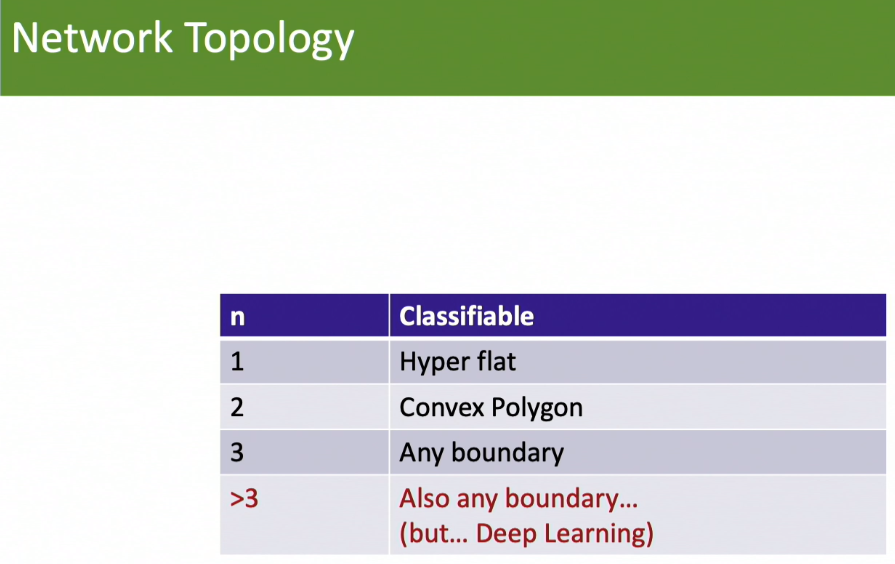 Network Topology
n Classifiable
1 Hyper flat
2 Convex Polygon
3 Any boundary
>3 Also any boundary...
(but... Deep Learning)